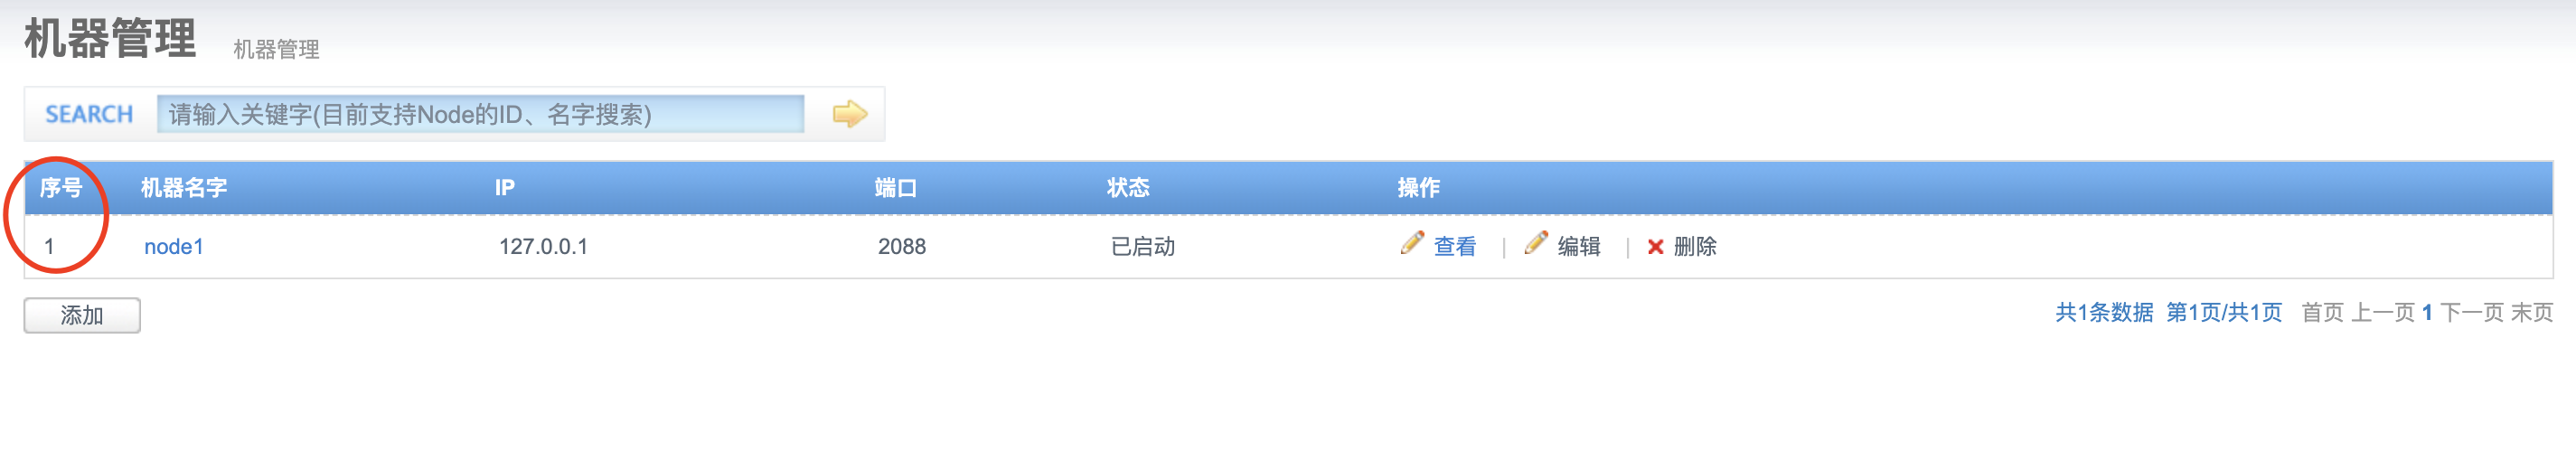 机器管理 机器管理
SEARCH 请输入关键字(目前支持Node的ID、名字搜索)
序号 机器名字 IP 端口 状态 操作
1 node1 127.0.0.1 2088 已启动 查看 | 编辑 | 删除
添加 共1条数据 第1页/共1页 首页 上一页 1 下一页 末页